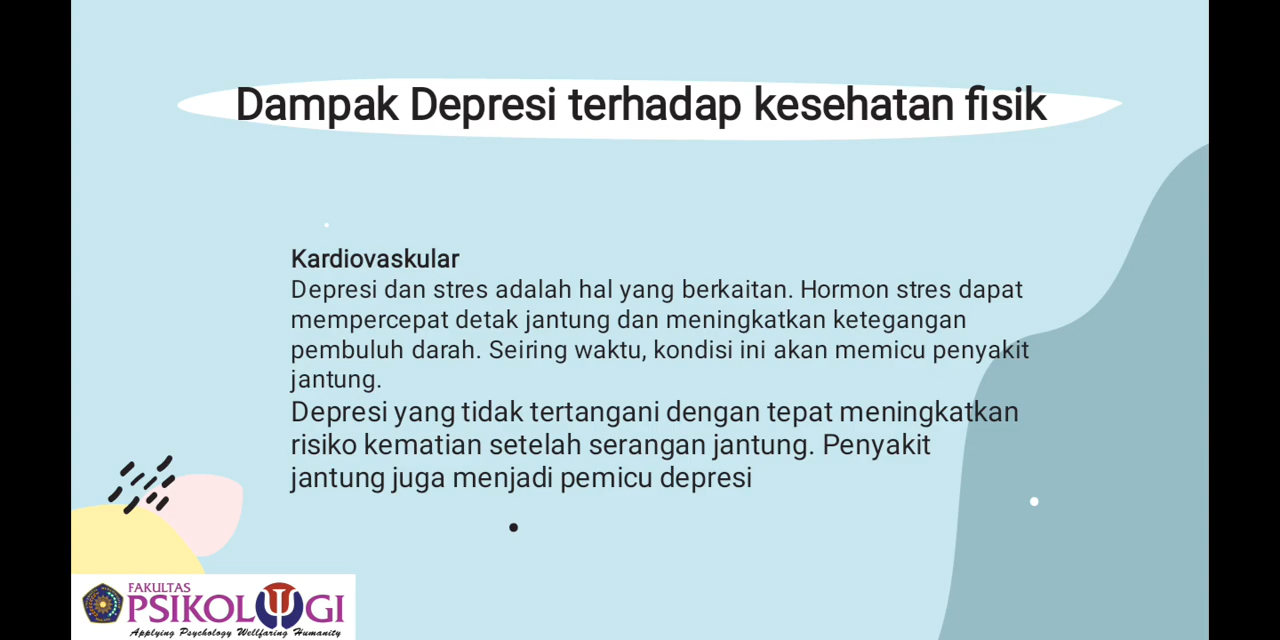 Dampak Depresi terhadap kesehatan fisik
Kardiovaskular
Depresi dan stres adalah hal yang berkaitan. Hormon stres dapat
mempercepat detak jantung dan meningkatkan ketegangan
pembuluh darah. Seiring waktu, kondisi ini akan memicu penyakit
jantung.
Depresi yang tidak tertangani dengan tepat meningkatkan
risiko kematian setelah serangan jantung. Penyakit
jantung juga menjadi pemicu depresi
FAKULTAS
PSIKOLOGI
Applying Psychology Wellfaring Humanity